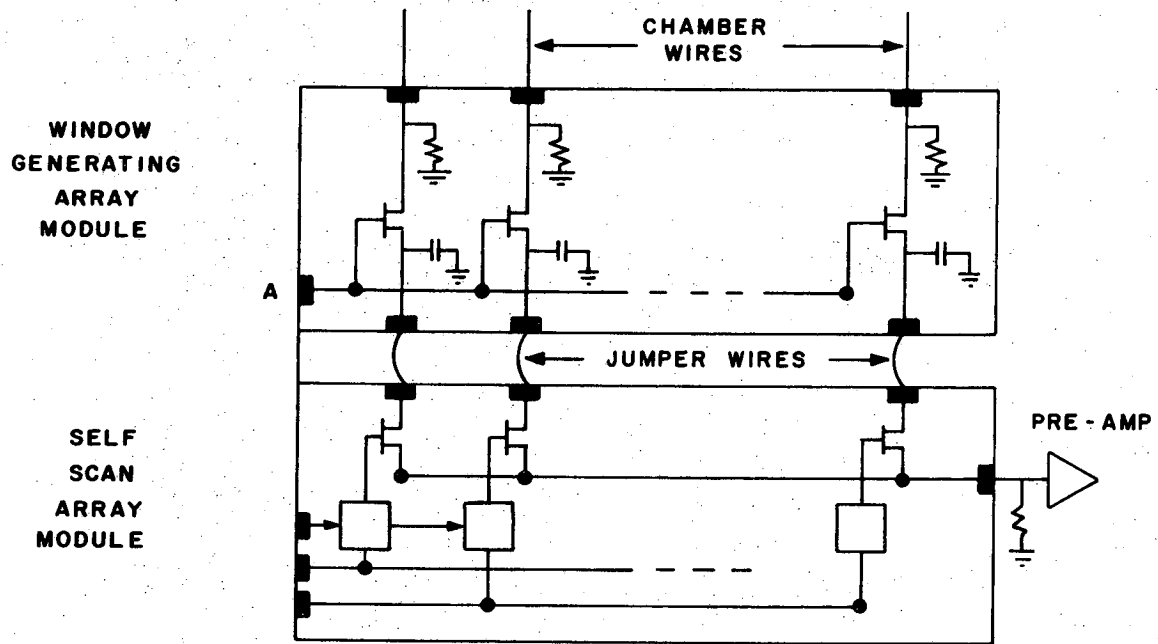 CHAMBER
WIRES
WINDOW
GENERATING
ARRAY
MODULE
A
JUMPER WIRES
SELF
SCAN
ARRAY
MODULE
PRE-AMP